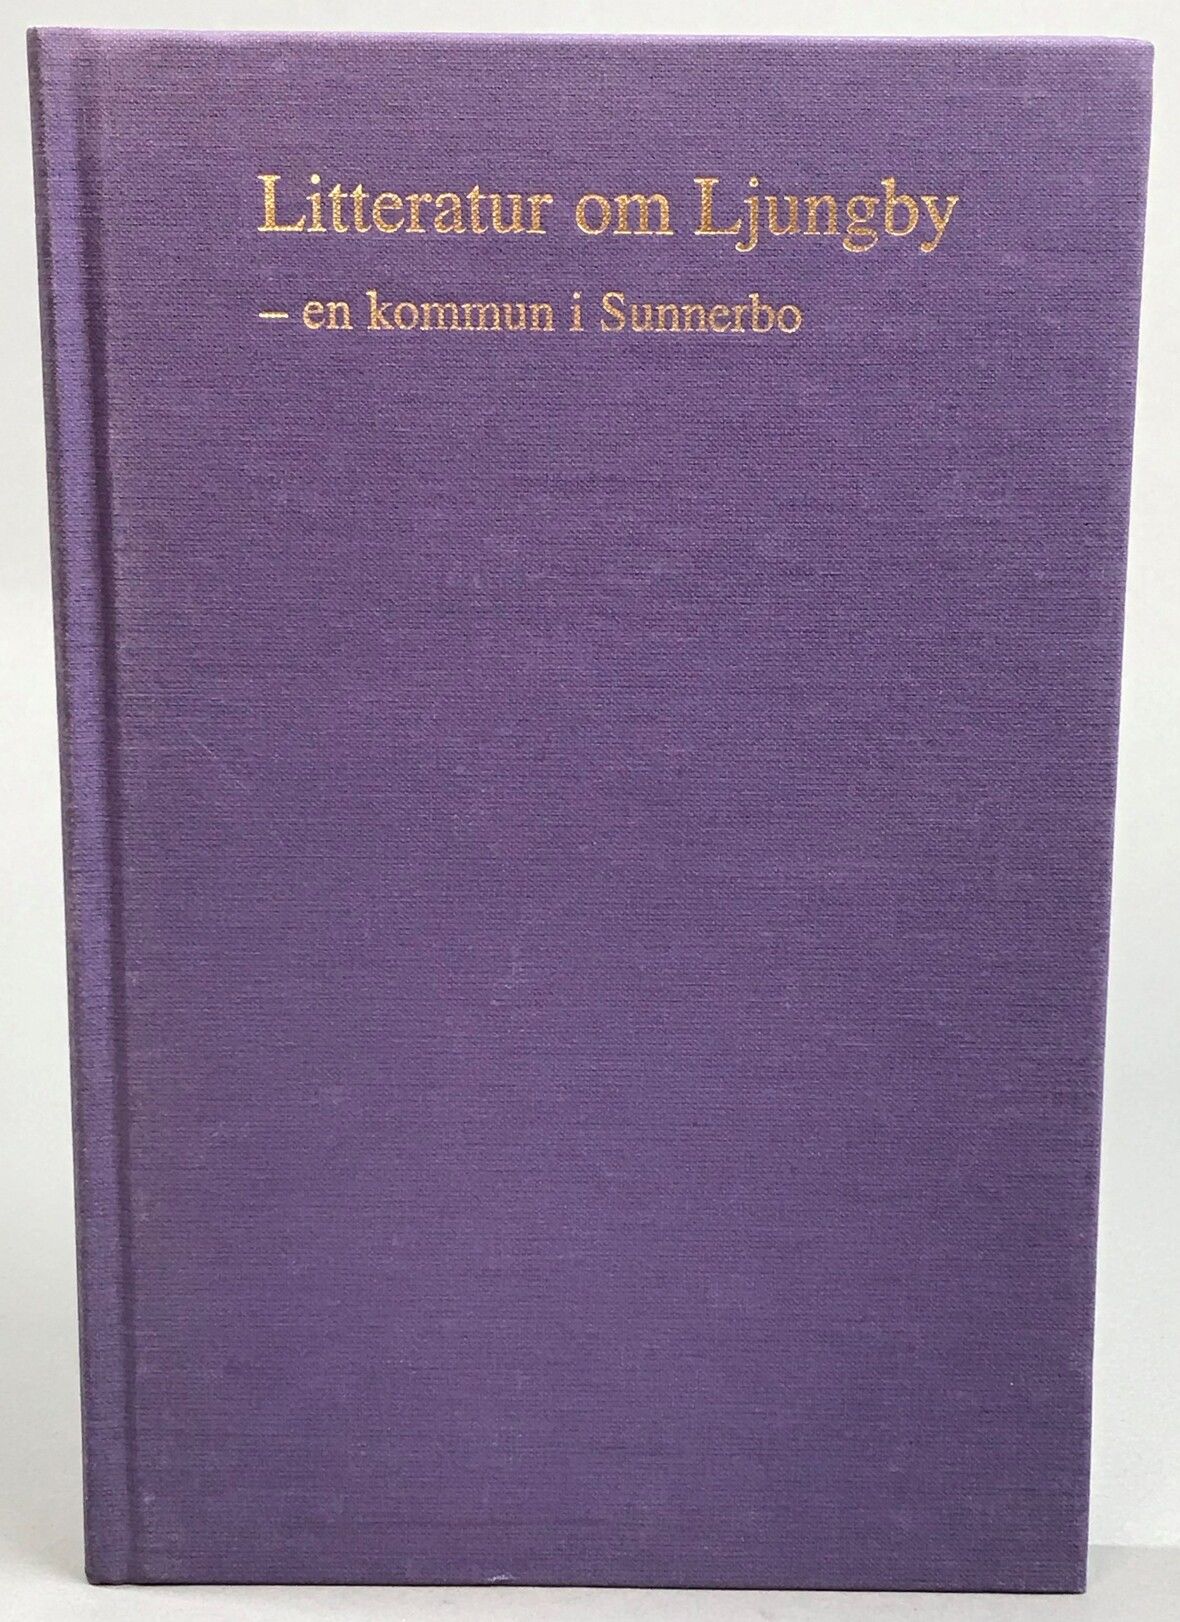 Litteratur om Ljungby
– en kommun i Sunnerbo